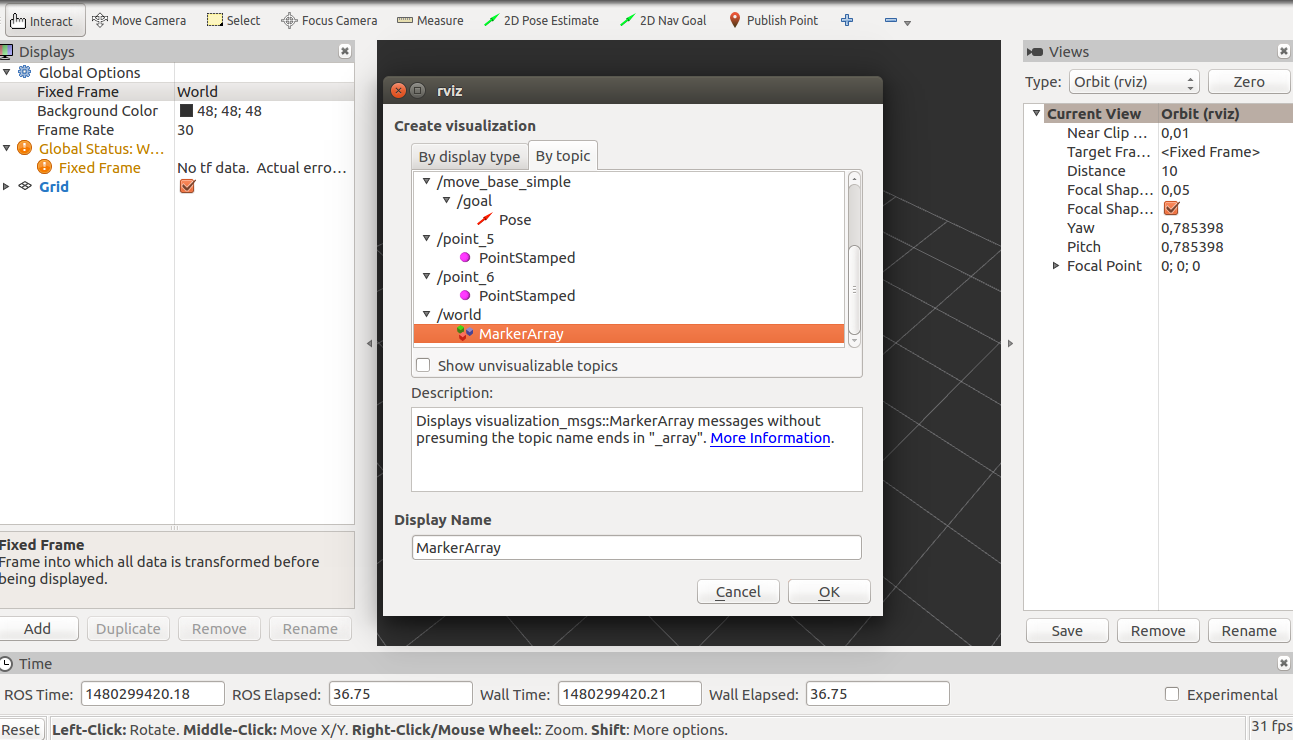 Interact Move Camera Select Focus Camera Measure 2D Pose Estimate 2D Nav Goal Publish Point
Displays
Global Options
Fixed Frame World
Background Color 48; 48; 48
Frame Rate 30
Global Status: W...
Fixed Frame No tf data. Actual erro...
Grid
Fixed Frame
Frame into which all data is transformed before
being displayed.
Add Duplicate Remove Rename
rviz
Create visualization
By display type By topic
/move_base_simple
/goal
Pose
/point_5
PointStamped
/point_6
PointStamped
/world
MarkerArray
Show unvisualizable topics
Description:
Displays visualization_msgs::MarkerArray messages without
presuming the topic name ends in "_array". More Information.
Display Name
MarkerArray
Cancel OK
Views
Type: Orbit (rviz) Zero
Current View Orbit (rviz)
Near Clip ... 0,01
Target Fra... <Fixed Frame>
Distance 10
Focal Shap... 0,05
Focal Shap...
Yaw 0,785398
Pitch 0,785398
Focal Point 0; 0; 0
Save Remove Rename
Time
ROS Time: 1480299420.18 ROS Elapsed: 36.75 Wall Time: 1480299420.21 Wall Elapsed: 36.75 Experimental
Reset Left-Click: Rotate. Middle-Click: Move X/Y. Right-Click/Mouse Wheel:: Zoom. Shift: More options. 31 fps